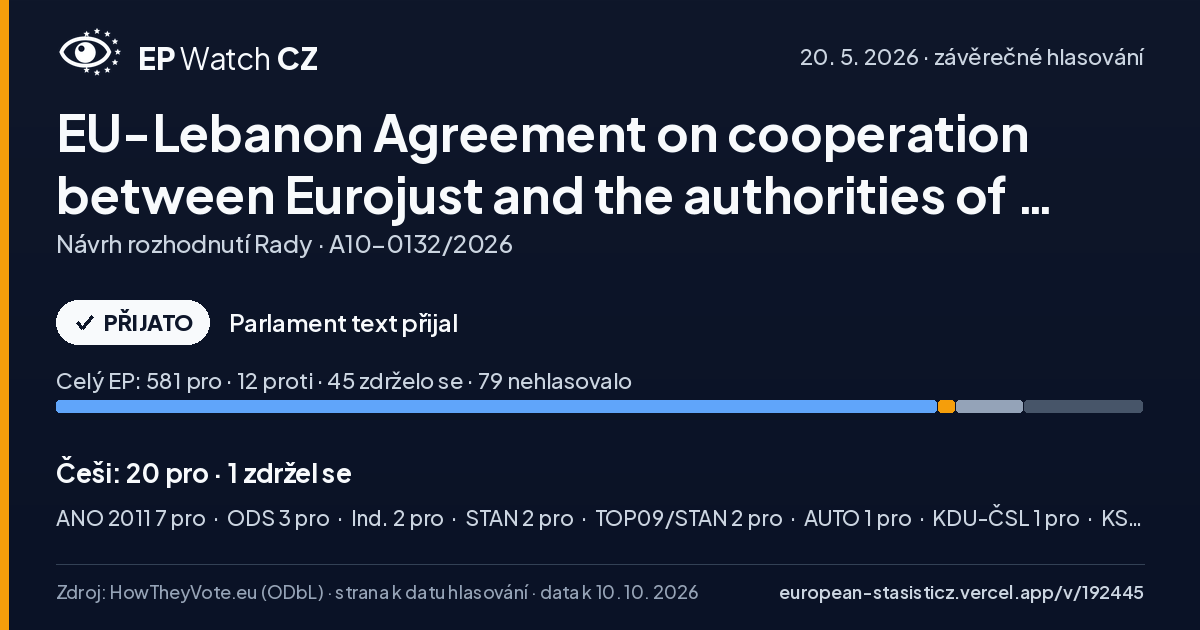 EP Watch CZ
20. 5. 2026 · závěrečné hlasování
EU–Lebanon Agreement on cooperation
between Eurojust and the authorities of …
Návrh rozhodnutí Rady · A10–0132/2026
✓ PŘIJATO
Parlament text přijal
Celý EP: 581 pro · 12 proti · 45 zdrželo se · 79 nehlasovalo
Češi: 20 pro · 1 zdržel se
ANO 2011 7 pro · ODS 3 pro · Ind. 2 pro · STAN 2 pro · TOP09/STAN 2 pro · AUTO 1 pro · KDU-ČSL 1 pro · KS…
Zdroj: HowTheyVote.eu (ODbL) · strana k datu hlasování · data k 10. 10. 2026
european-stasisticz.vercel.app/v/192445